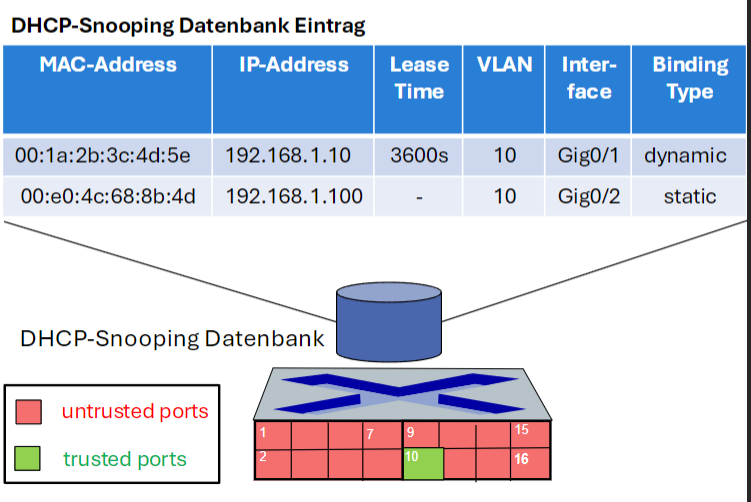 DHCP-Snooping Datenbank Eintrag
MAC-Address IP-Address Lease Time VLAN Inter-face Binding Type
00:1a:2b:3c:4d:5e 192.168.1.10 3600s 10 Gig0/1 dynamic
00:e0:4c:68:8b:4d 192.168.1.100 - 10 Gig0/2 static
DHCP-Snooping Datenbank
untrusted ports
trusted ports
1 7 9 15
2 10 16